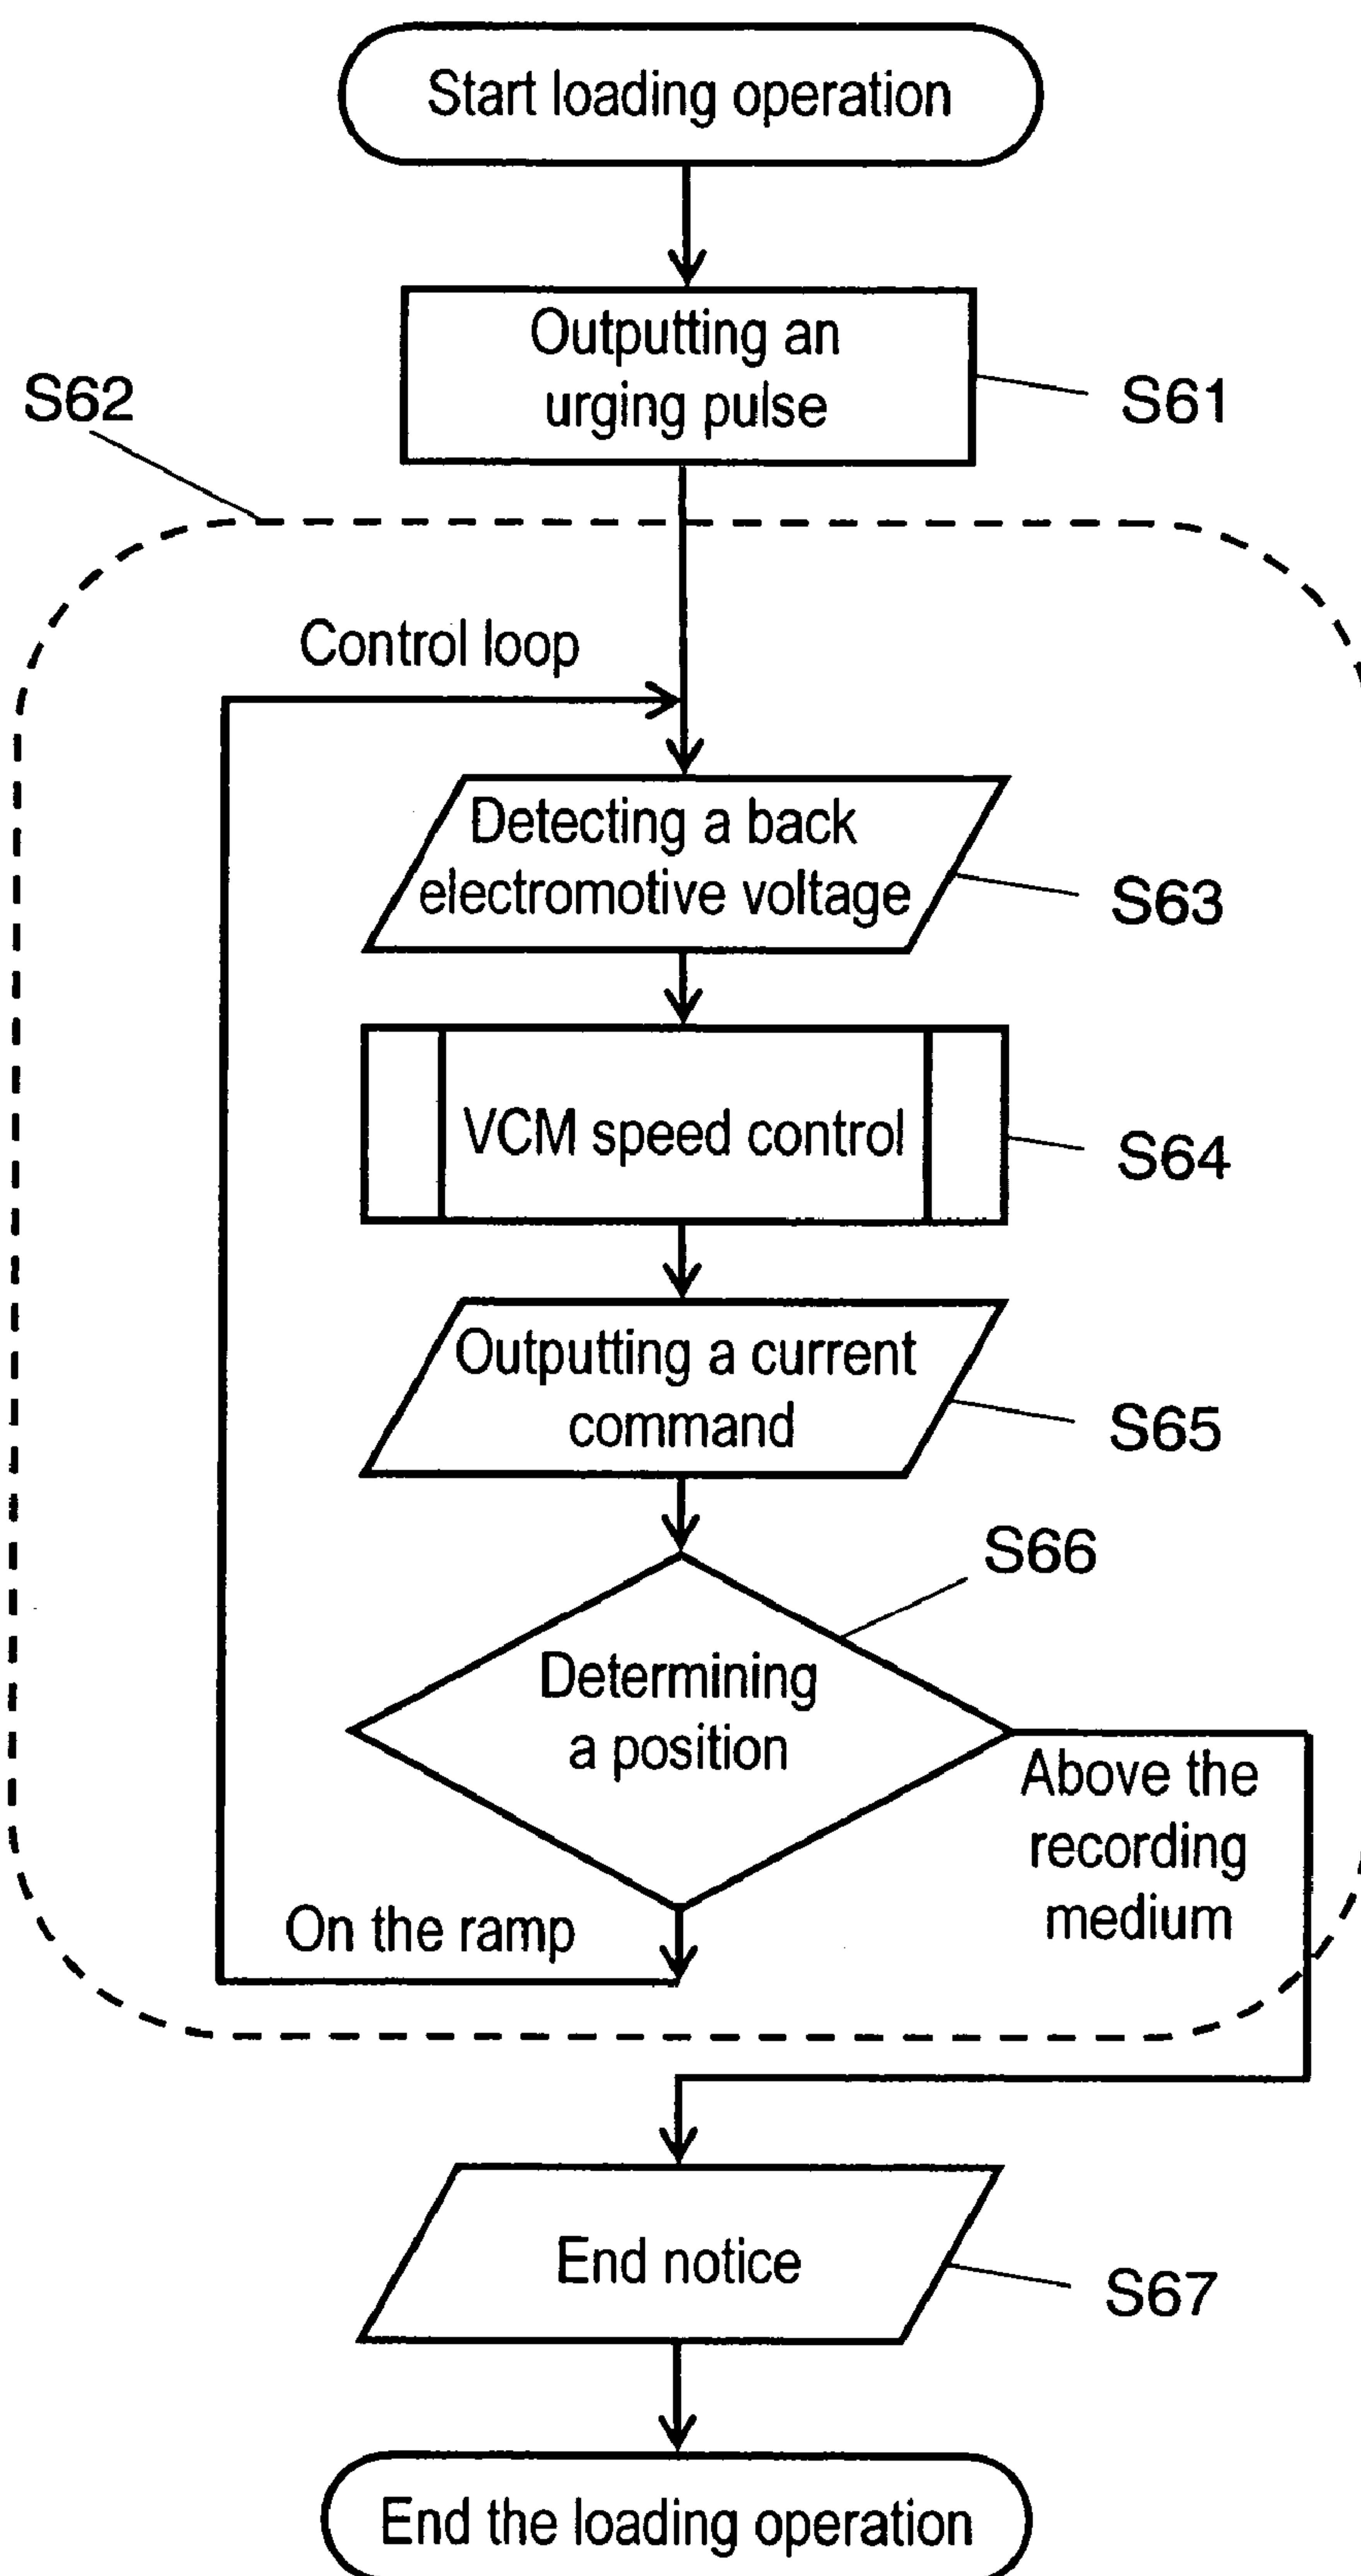 Start loading operation
Outputting an
urging pulse
S61
S62
Control loop
Detecting a back
electromotive voltage
S63
VCM speed control
S64
Outputting a current
command
S65
S66
Determining
a position
Above the
recording
medium
On the ramp
End notice
S67
End the loading operation